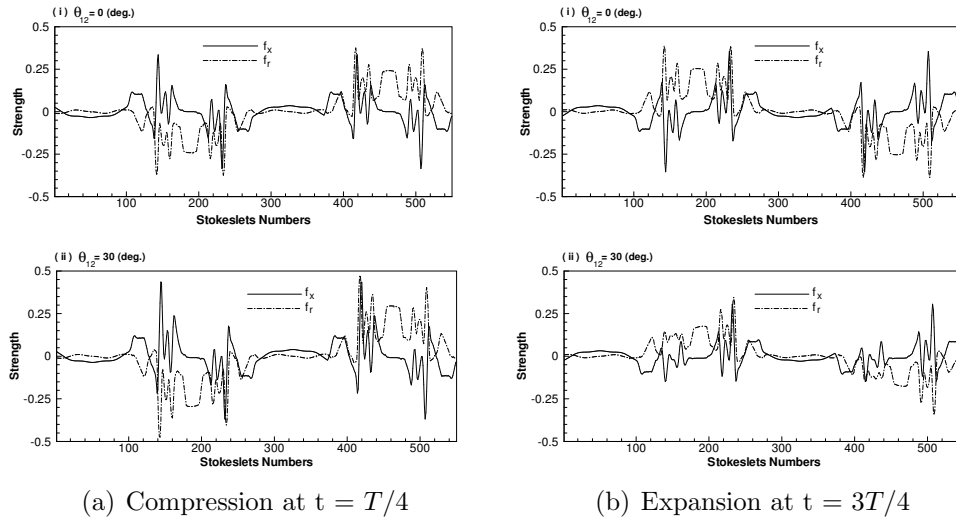 ( i ) θ12 = 0 (deg.)
0.5
0.25
0
-0.25
-0.5
Strength
fx
fr
100 200 300 400 500
Stokeslets Numbers
( i ) θ12 = 0 (deg.)
0.5
0.25
0
-0.25
-0.5
Strength
fx
fr
100 200 300 400 500
Stokeslets Numbers
( ii ) θ12 = 30 (deg.)
0.5
0.25
0
-0.25
-0.5
Strength
fx
fr
100 200 300 400 500
Stokeslets Numbers
( ii ) θ12 = 30 (deg.)
0.5
0.25
0
-0.25
-0.5
Strength
fx
fr
100 200 300 400 500
Stokeslets Numbers
(a) Compression at t = T/4
(b) Expansion at t = 3T/4